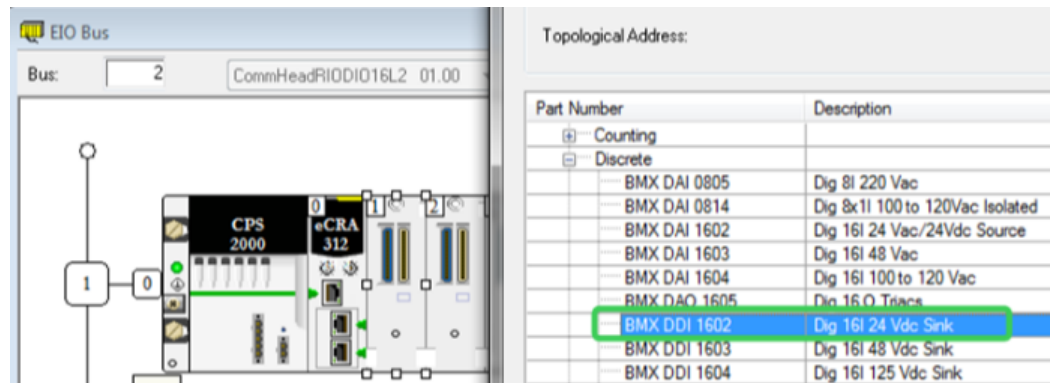 EIO Bus
Bus: 2 CommHeadRIODIO16L2 01.00
0 1 2
CPS
2000
eCRA
312
1 0
Topological Address:
Part Number Description
Counting
Discrete
BMX DAI 0805 Dig 8I 220 Vac
BMX DAI 0814 Dig 8x1I 100 to 120Vac Isolated
BMX DAI 1602 Dig 16I 24 Vac/24Vdc Source
BMX DAI 1603 Dig 16I 48 Vac
BMX DAI 1604 Dig 16I 100 to 120 Vac
BMX DAO 1605 Dig 16 O Triacs
BMX DDI 1602 Dig 16I 24 Vdc Sink
BMX DDI 1603 Dig 16I 48 Vdc Sink
BMX DDI 1604 Dig 16I 125 Vdc Sink